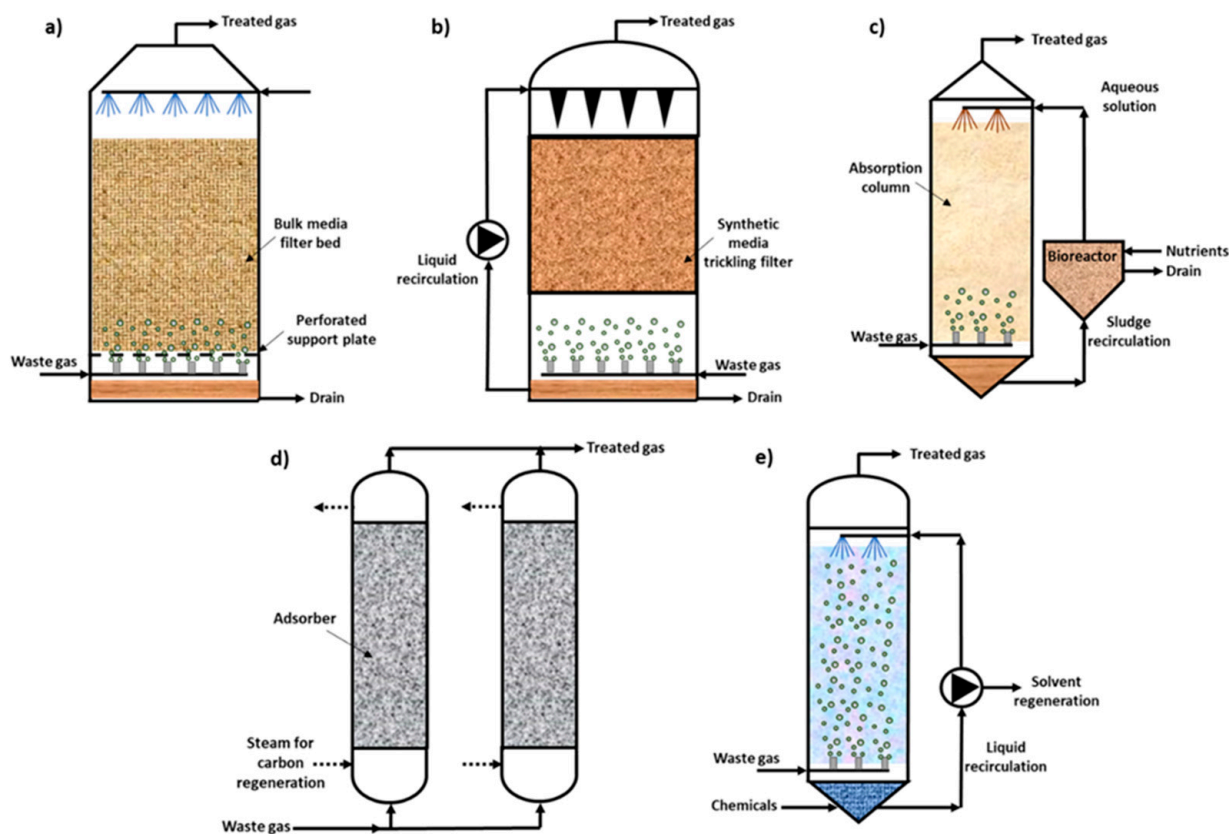 a)
Treated gas
Bulk media
filter bed
Perforated
support plate
Waste gas
Drain
b)
Treated gas
Liquid
recirculation
Synthetic
media
trickling filter
Waste gas
Drain
c)
Treated gas
Aqueous
solution
Absorption
column
Bioreactor
Nutrients
Drain
Sludge
recirculation
Waste gas
d)
Treated gas
Adsorber
Steam for
carbon
regeneration
Waste gas
e)
Treated gas
Solvent
regeneration
Liquid
recirculation
Waste gas
Chemicals